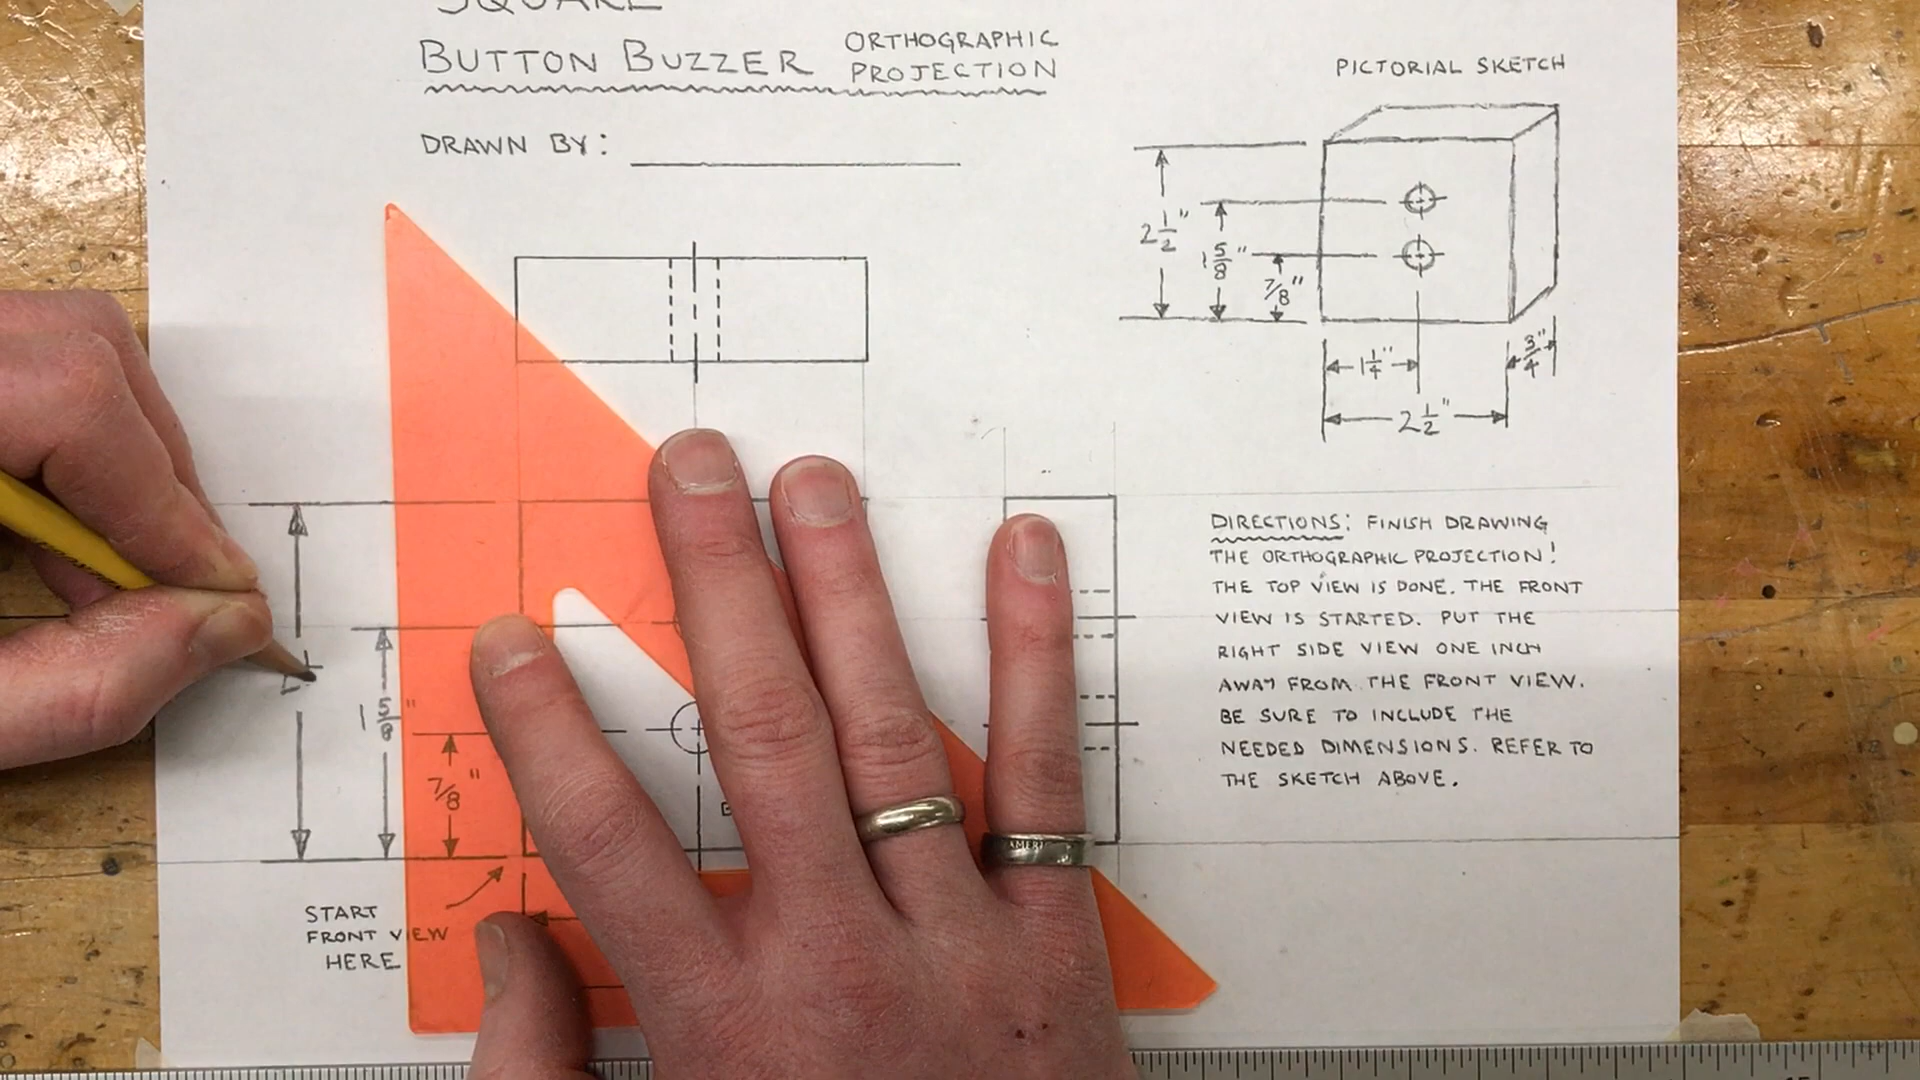 SQUARE
BUTTON BUZZER
ORTHOGRAPHIC
PROJECTION
DRAWN BY:
PICTORIAL SKETCH
2 1/2"
1 5/8"
7/8"
1 1/4"
3/4"
2 1/2"
1 5/8"
7/8"
START
FRONT VIEW
HERE
DIRECTIONS: FINISH DRAWING
THE ORTHOGRAPHIC PROJECTION!
THE TOP VIEW IS DONE. THE FRONT
VIEW IS STARTED. PUT THE
RIGHT SIDE VIEW ONE INCH
AWAY FROM THE FRONT VIEW.
BE SURE TO INCLUDE THE
NEEDED DIMENSIONS. REFER TO
THE SKETCH ABOVE.
AMERI